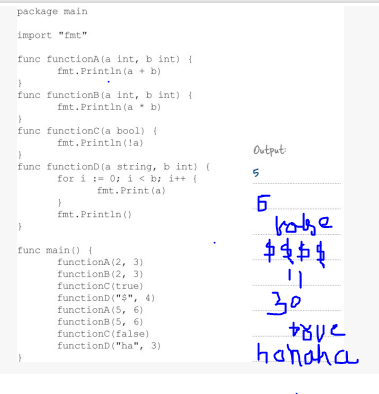 package main
import "fmt"
func functionA(a int, b int) {
fmt.Println(a + b)
}
func functionB(a int, b int) {
fmt.Println(a * b)
}
func functionC(a bool) {
fmt.Println(!a)
}
func functionD(a string, b int) {
for i := 0; i < b; i++ {
fmt.Print(a)
}
fmt.Println()
}
func main() {
functionA(2, 3)
functionB(2, 3)
functionC(true)
functionD("$", 4)
functionA(5, 6)
functionB(5, 6)
functionC(false)
functionD("ha", 3)
}
Output:
5
6
false
$$$$
11
30
true
hahaha